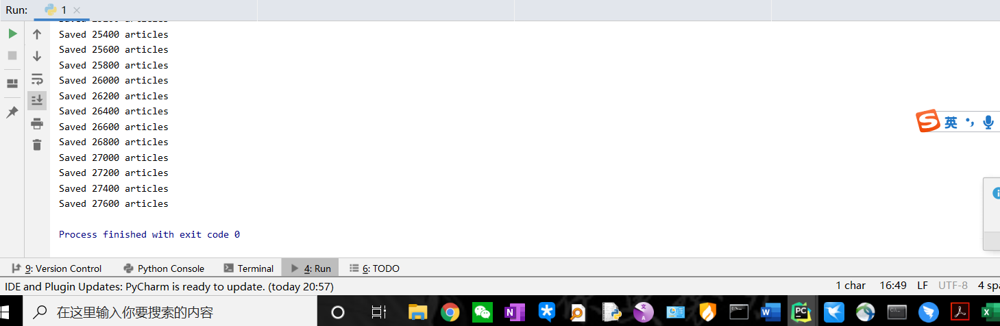 Run:
1
Saved 25400 articles
Saved 25600 articles
Saved 25800 articles
Saved 26000 articles
Saved 26200 articles
Saved 26400 articles
Saved 26600 articles
Saved 26800 articles
Saved 27000 articles
Saved 27200 articles
Saved 27400 articles
Saved 27600 articles
Process finished with exit code 0
英
9: Version Control Python Console Terminal 4: Run 6: TODO
IDE and Plugin Updates: PyCharm is ready to update. (today 20:57) 1 char 16:49 LF UTF-8 4 spa
在这里输入你要搜索的内容